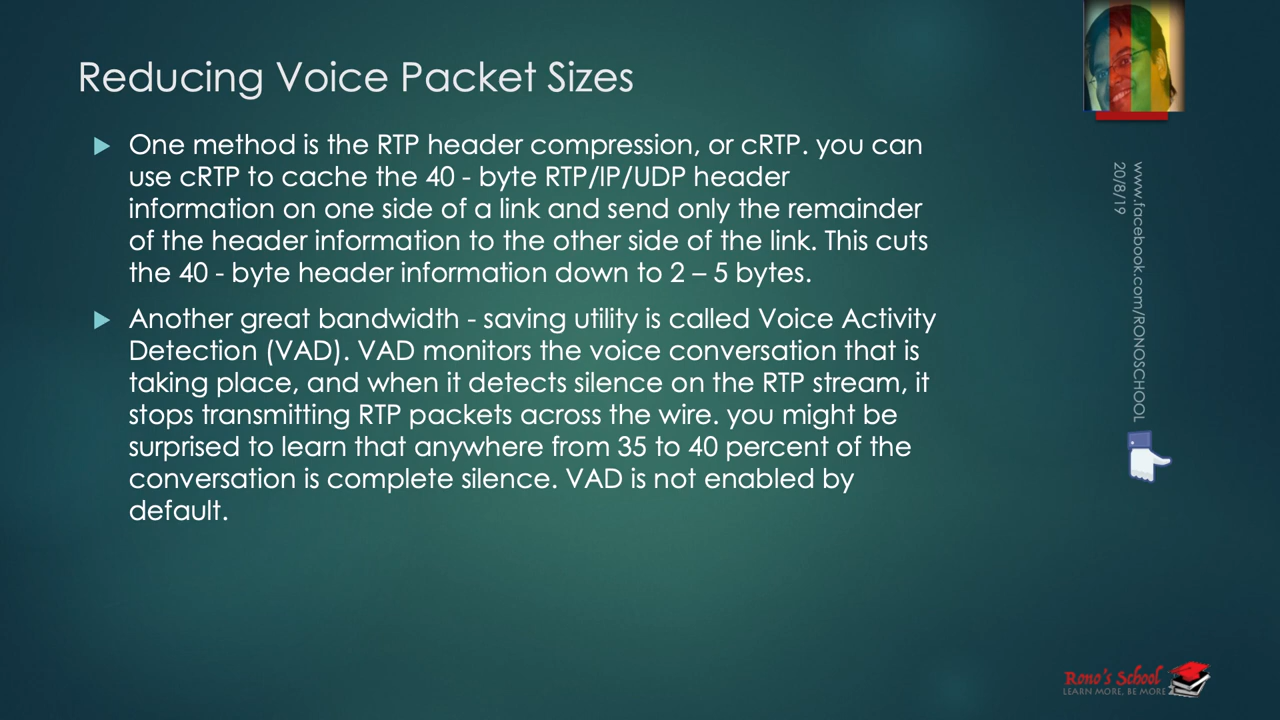 Reducing Voice Packet Sizes
One method is the RTP header compression, or cRTP. you can
use cRTP to cache the 40 - byte RTP/IP/UDP header
information on one side of a link and send only the remainder
of the header information to the other side of the link. This cuts
the 40 - byte header information down to 2 – 5 bytes.
Another great bandwidth - saving utility is called Voice Activity
Detection (VAD). VAD monitors the voice conversation that is
taking place, and when it detects silence on the RTP stream, it
stops transmitting RTP packets across the wire. you might be
surprised to learn that anywhere from 35 to 40 percent of the
conversation is complete silence. VAD is not enabled by
default.
www.facebook.com/RONOSCHOOL
20/8/19
Rono's School
LEARN MORE, BE MORE